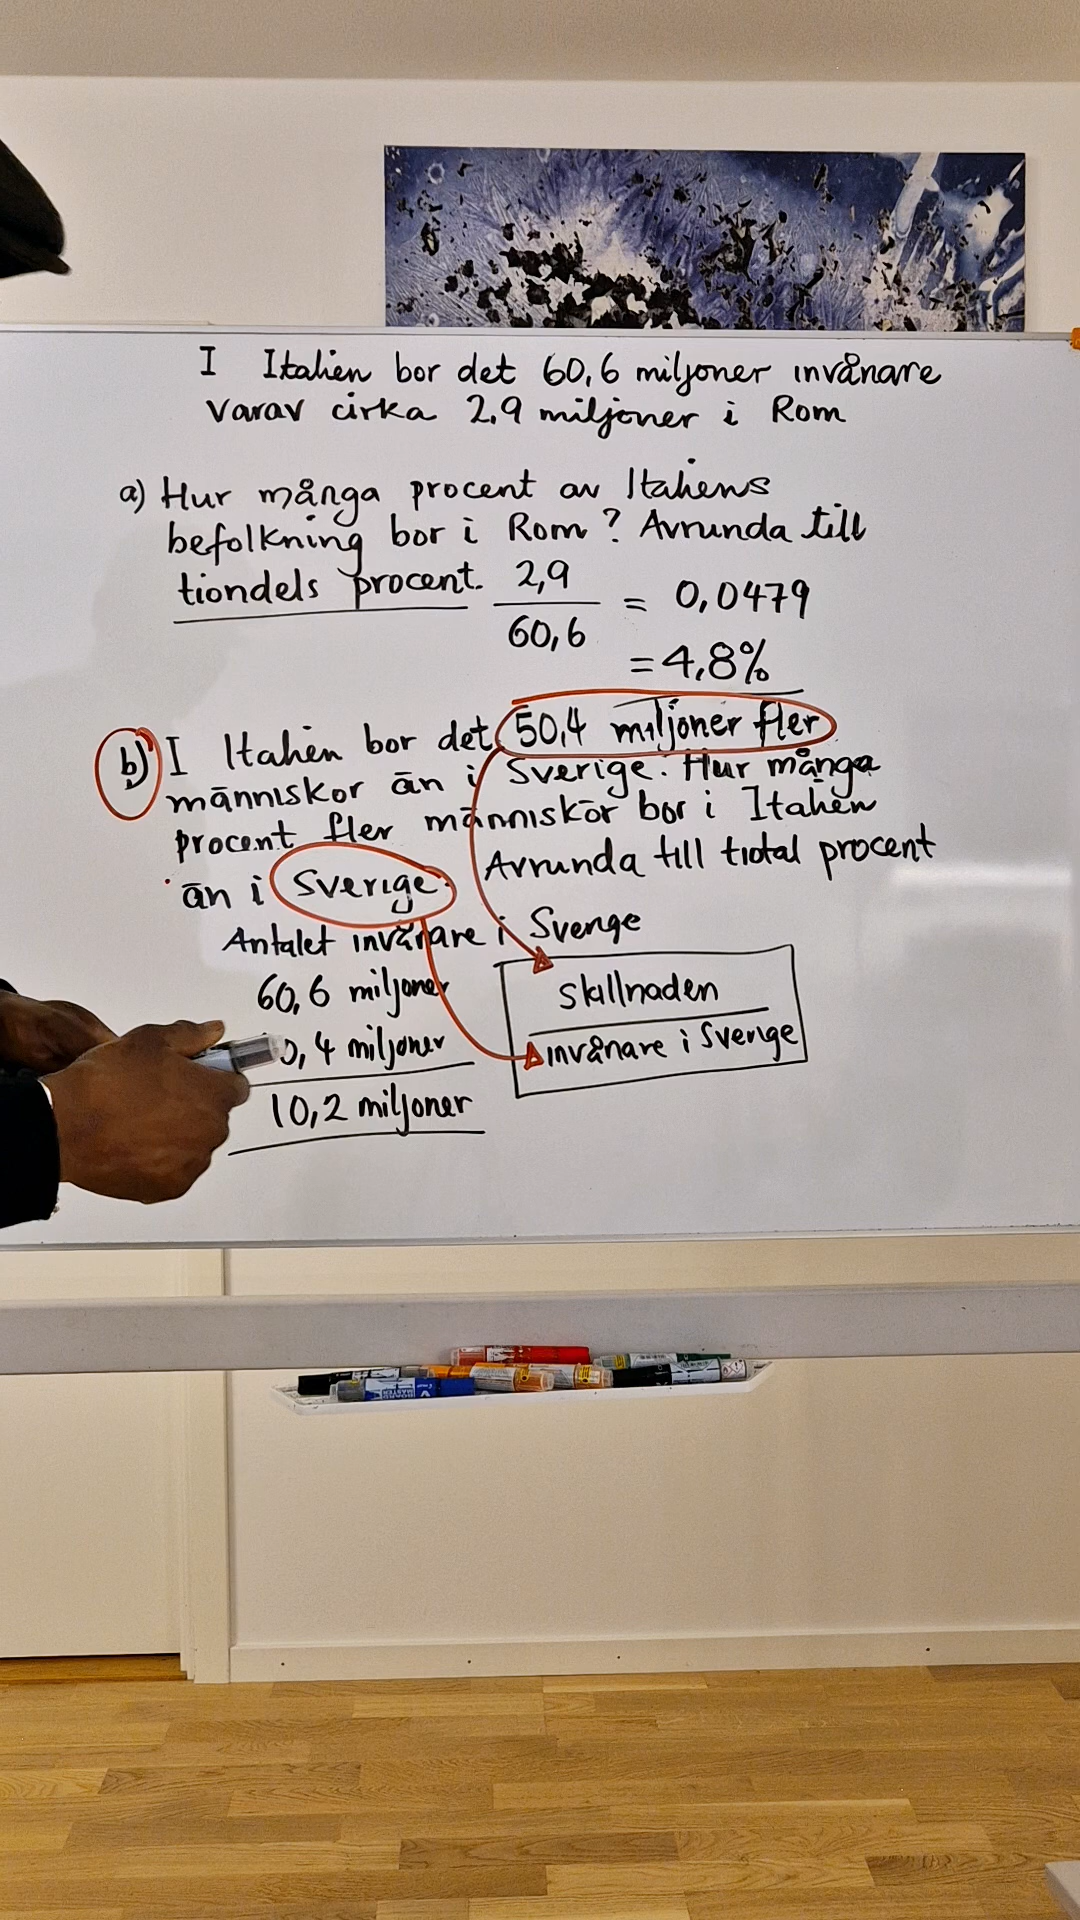 I Italien bor det 60,6 miljoner invånare
varav cirka 2,9 miljoner i Rom
a) Hur många procent av Italiens
befolkning bor i Rom? Avrunda till
tiondels procent.
2,9
60,6
= 0,0479
= 4,8%
b) I Italien bor det 50,4 miljoner fler
människor än i Sverige. Hur många
procent fler människor bor i Italien
än i Sverige. Avrunda till tiotal procent
Antalet invånare i Sverige
60,6 miljoner
0,4 miljoner
10,2 miljoner
skillnaden
invånare i Sverige